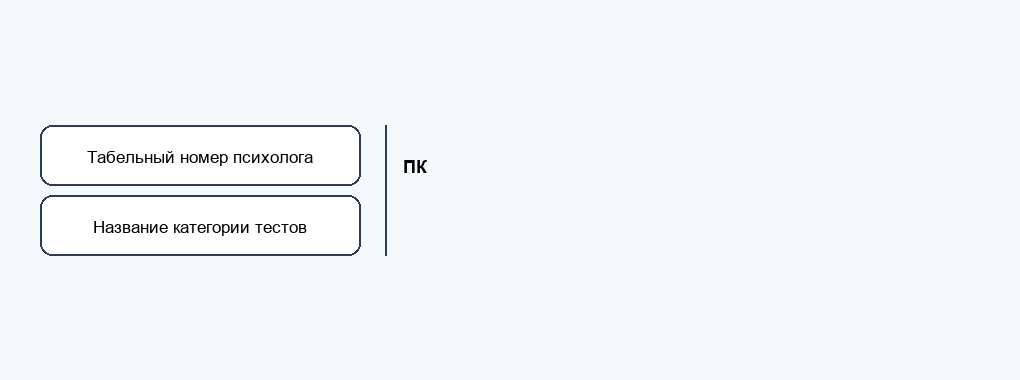 Табельный номер психолога
ПК
Название категории тестов